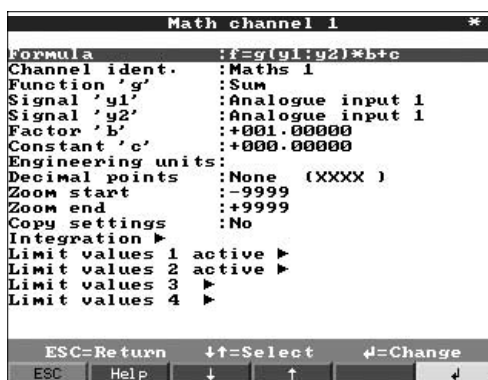 Math channel 1 *
Formula :f=g(y1:y2)*b+c
Channel ident. :Maths 1
Function 'g' :Sum
Signal 'y1' :Analogue input 1
Signal 'y2' :Analogue input 1
Factor 'b' :+001.00000
Constant 'c' :+000.00000
Engineering units:
Decimal points :None (XXXX )
Zoom start :-9999
Zoom end :+9999
Copy settings :No
Integration ►
Limit values 1 active ►
Limit values 2 active ►
Limit values 3 ►
Limit values 4 ►
ESC=Return ↓↑=Select ↲=Change
ESC Help ↓ ↑ ↲